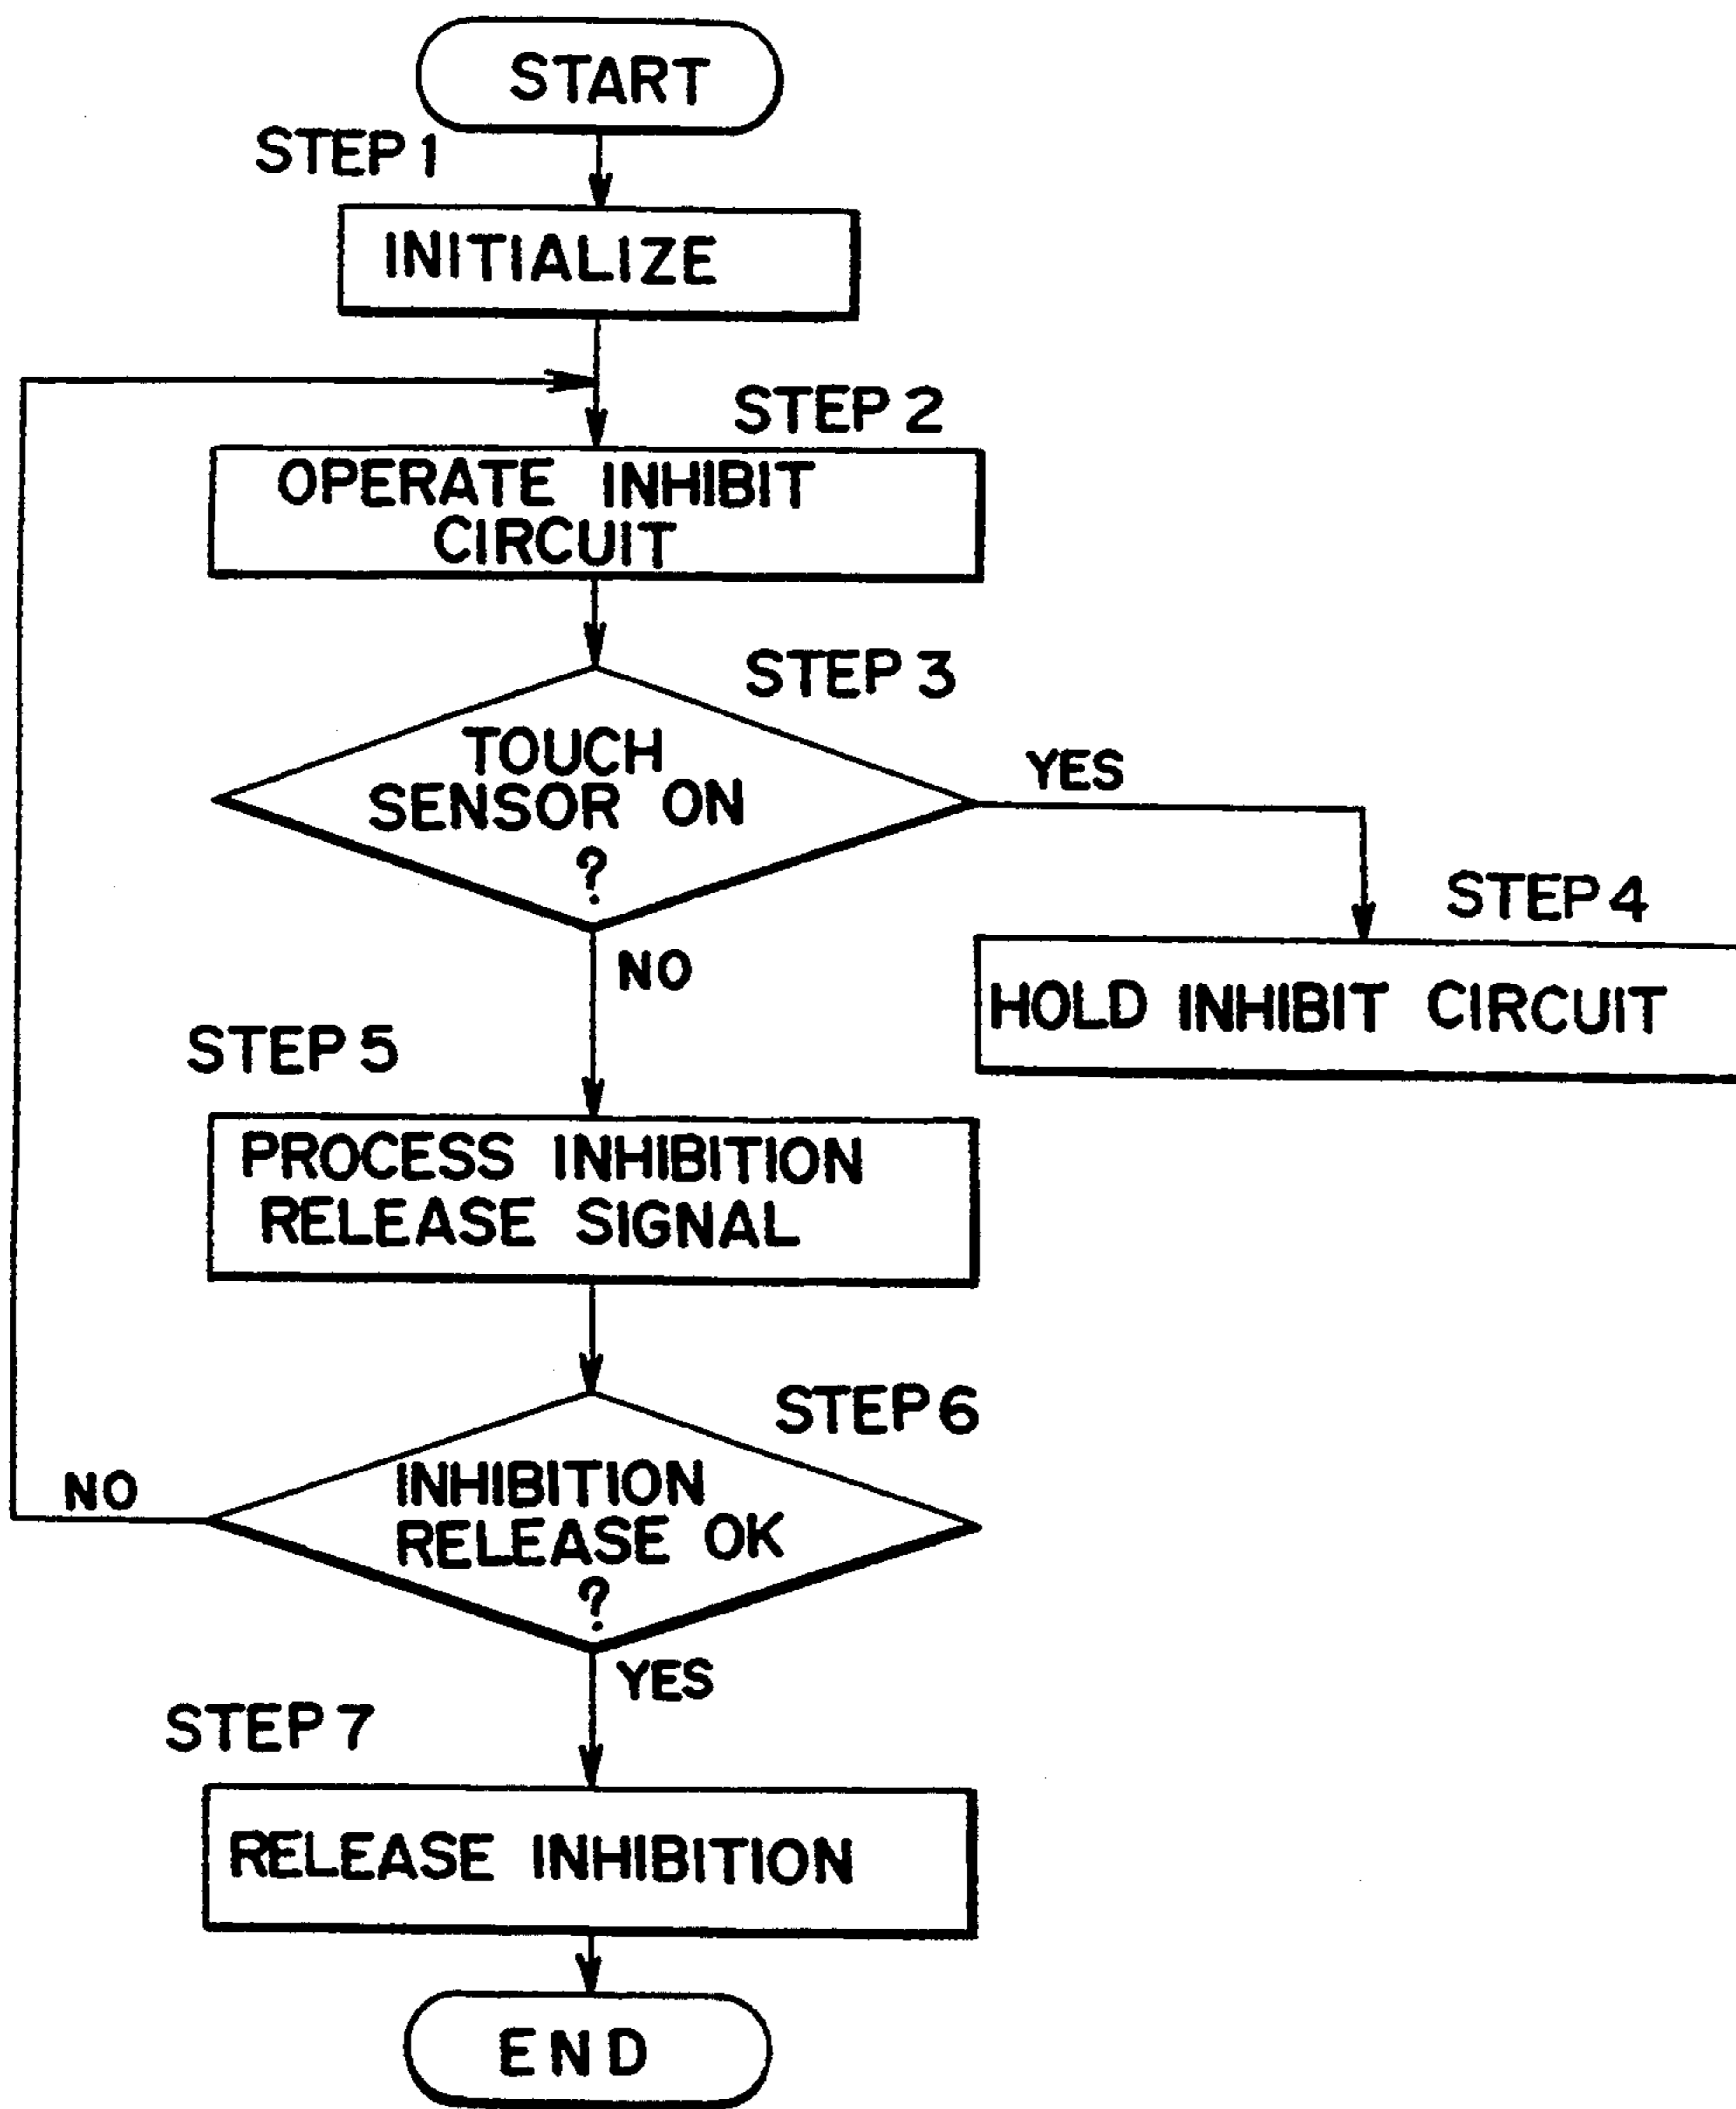 START
STEP 1
INITIALIZE
STEP 2
OPERATE INHIBIT
CIRCUIT
STEP 3
TOUCH
SENSOR ON
?
YES
STEP 4
HOLD INHIBIT CIRCUIT
NO
STEP 5
PROCESS INHIBITION
RELEASE SIGNAL
STEP 6
INHIBITION
RELEASE OK
?
NO
YES
STEP 7
RELEASE INHIBITION
END